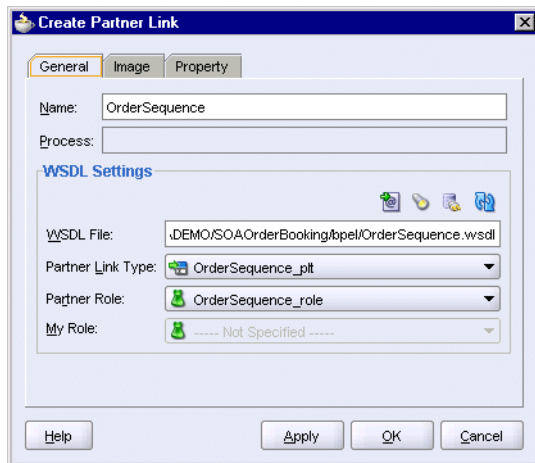 Create Partner Link
General Image Property
Name: OrderSequence
Process:
WSDL Settings
WSDL File: \DEMO/SOAOrderBooking/bpel/OrderSequence.wsdl
Partner Link Type: OrderSequence_plt
Partner Role: OrderSequence_role
My Role: ----- Not Specified -----
Help Apply OK Cancel